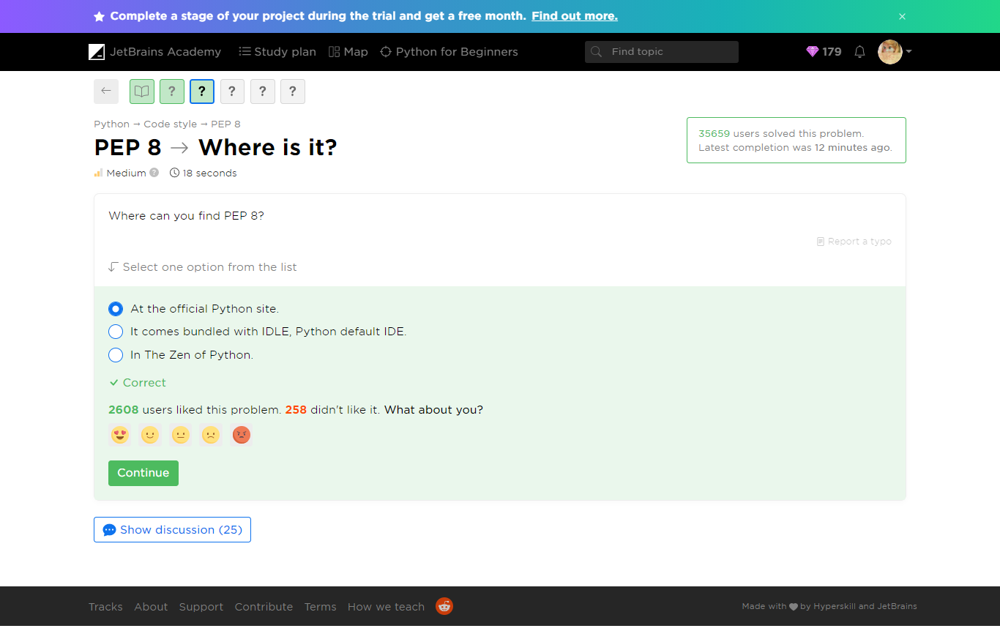 Complete a stage of your project during the trial and get a free month. Find out more. ×
JetBrains Academy Study plan Map Python for Beginners Find topic 179
← ? ? ? ? ?
Python → Code style → PEP 8
PEP 8 → Where is it?
Medium ? 18 seconds
35659 users solved this problem.
Latest completion was 12 minutes ago.
Where can you find PEP 8?
Report a typo
Select one option from the list
At the official Python site.
It comes bundled with IDLE, Python default IDE.
In The Zen of Python.
Correct
2608 users liked this problem. 258 didn't like it. What about you?
Continue
Show discussion (25)
Tracks About Support Contribute Terms How we teach Made with by Hyperskill and JetBrains